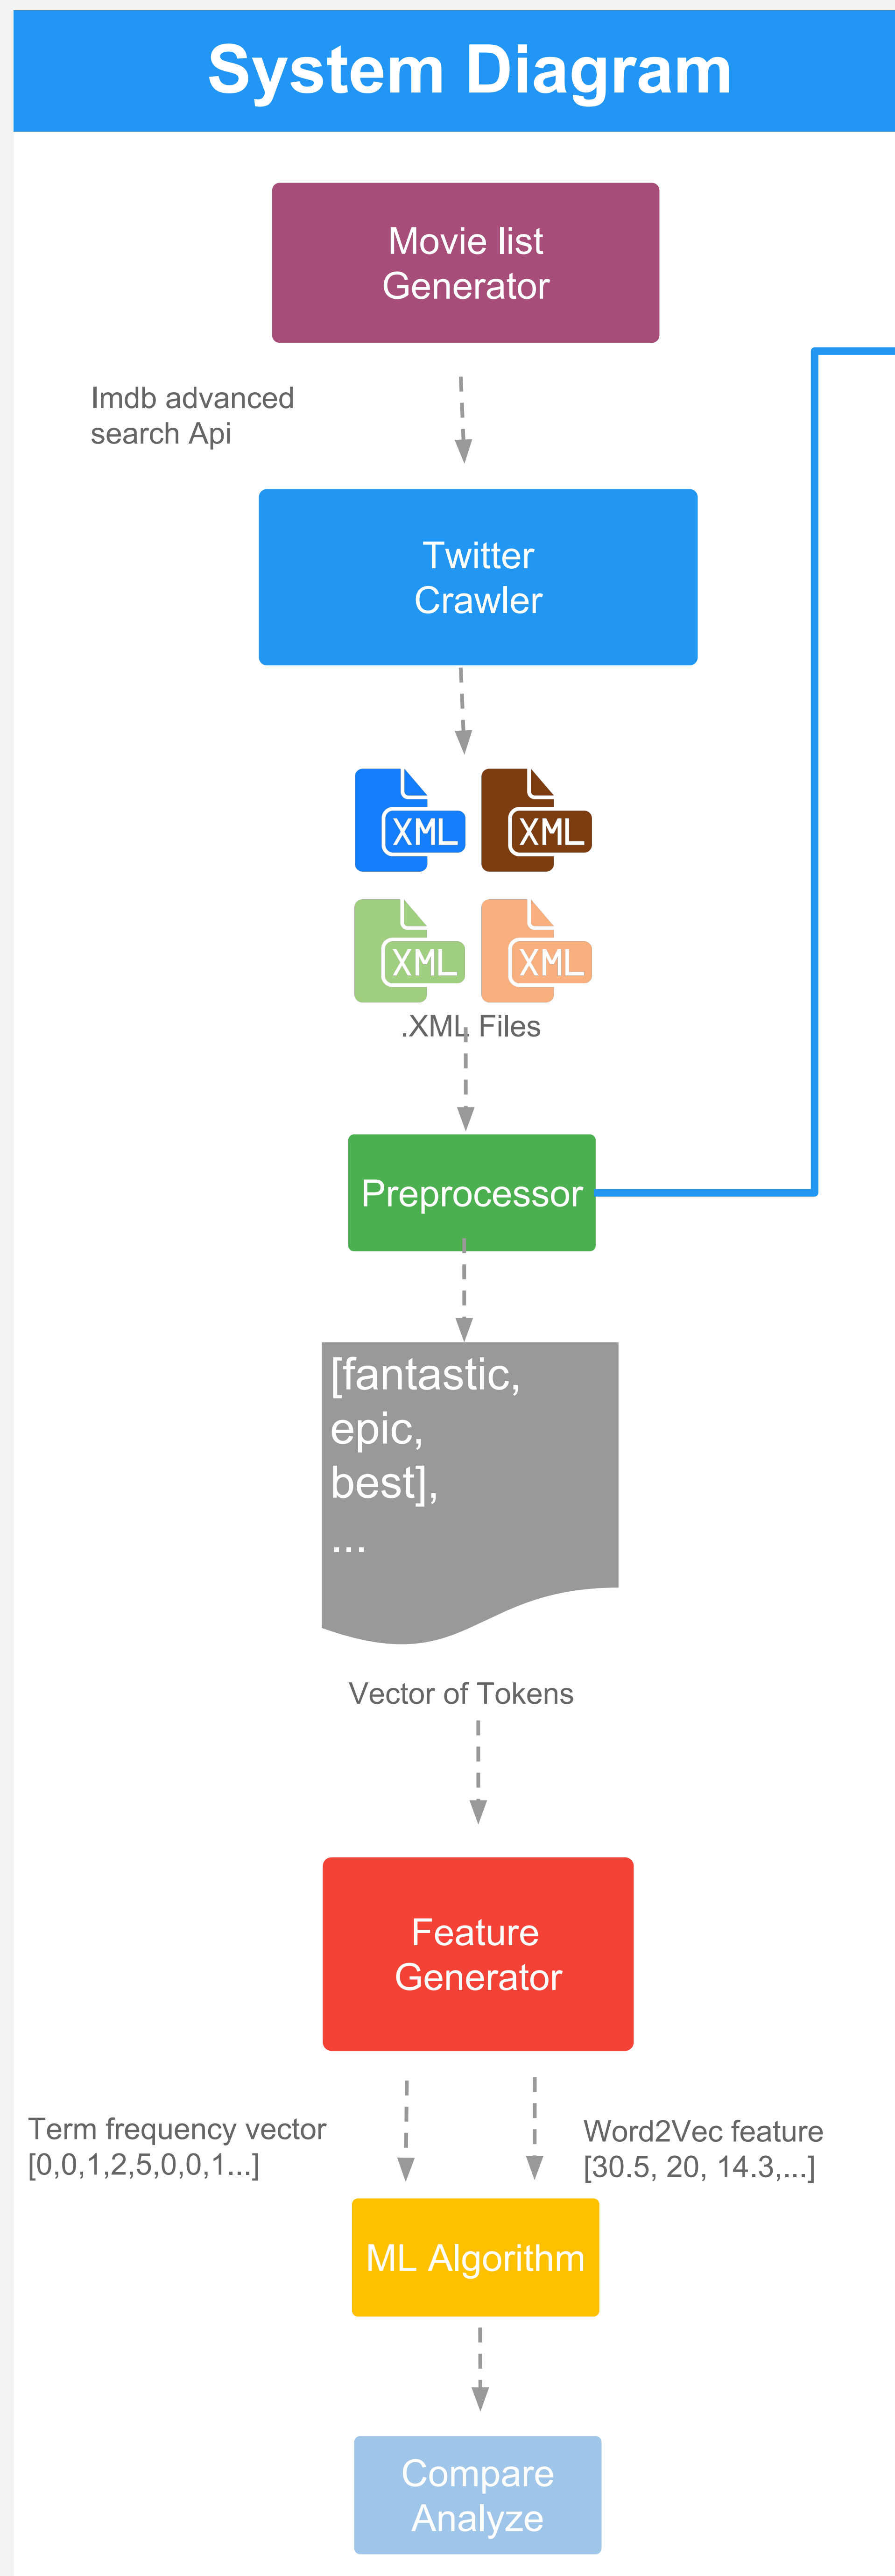 System Diagram
Movie list
Generator
Imdb advanced
search Api
Twitter
Crawler
XML XML
XML XML
.XML Files
Preprocessor
[fantastic,
epic,
best],
...
Vector of Tokens
Feature
Generator
Term frequency vector
[0,0,1,2,5,0,0,1...]
Word2Vec feature
[30.5, 20, 14.3,...]
ML Algorithm
Compare
Analyze